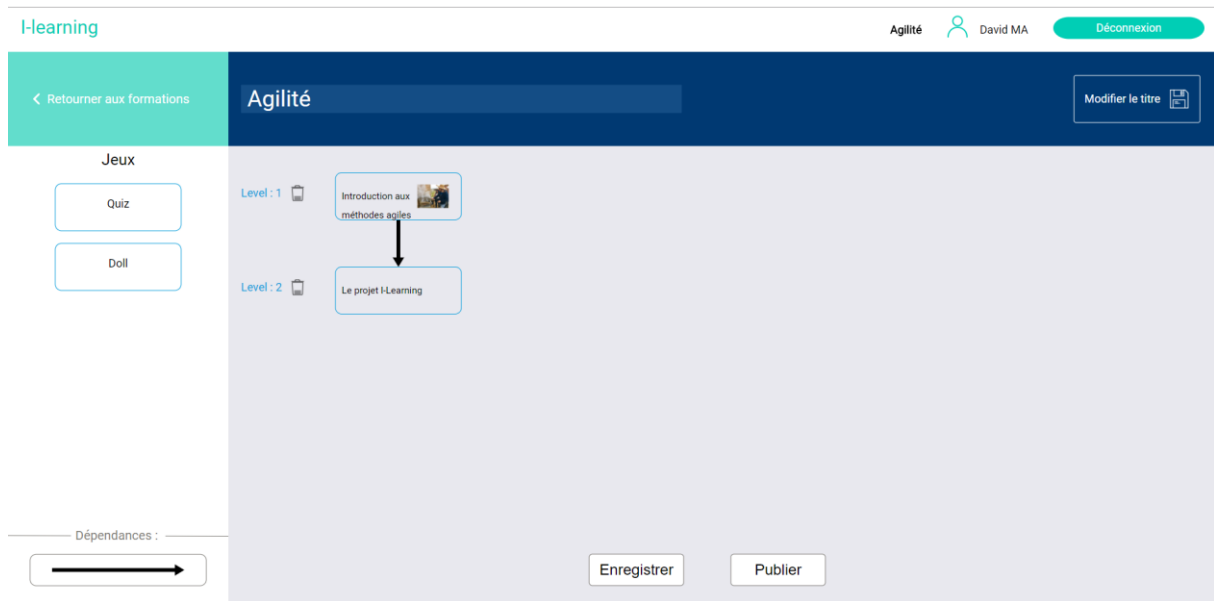 I-learning
Agilité
David MA
Déconnexion
Retourner aux formations
Agilité
Modifier le titre
Jeux
Quiz
Doll
Level : 1
Introduction aux
méthodes agiles
Level : 2
Le projet I-Learning
Dépendances :
Enregistrer
Publier